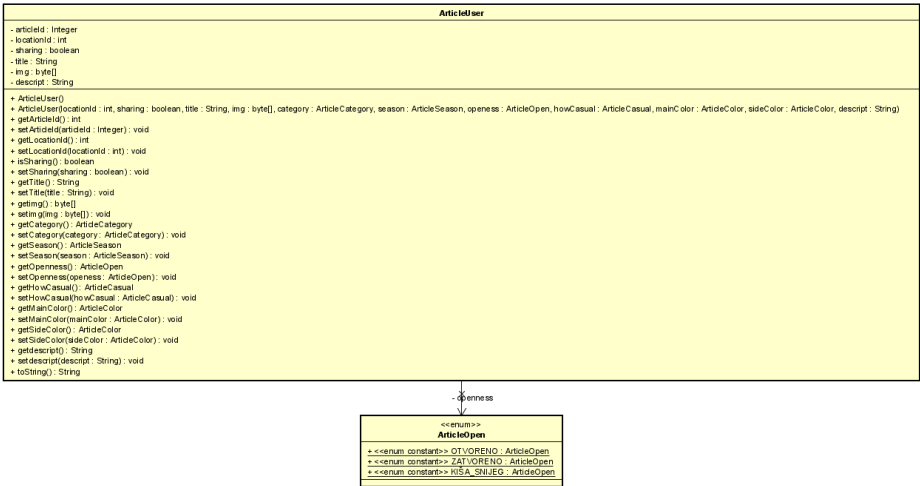 ArticleUser
- articleId : Integer
- locationId : int
- sharing : boolean
- title : String
- img : byte[]
- descript : String
+ ArticleUser()
+ ArticleUser(locationId : int, sharing : boolean, title : String, img : byte[], category : ArticleCategory, season : ArticleSeason, openess : ArticleOpen, howCasual : ArticleCasual, mainColor : ArticleColor, sideColor : ArticleColor, descript : String)
+ getArticleId() : int
+ setArticleId(articleId : Integer) : void
+ getLocationId() : int
+ setLocationId(locationId : int) : void
+ isSharing() : boolean
+ setSharing(sharing : boolean) : void
+ getTitle() : String
+ setTitle(title : String) : void
+ getimg() : byte[]
+ setimg(img : byte[]) : void
+ getCategory() : ArticleCategory
+ setCategory(category : ArticleCategory) : void
+ getSeason() : ArticleSeason
+ setSeason(season : ArticleSeason) : void
+ getOpenness() : ArticleOpen
+ setOpenness(openess : ArticleOpen) : void
+ getHowCasual() : ArticleCasual
+ setHowCasual(howCasual : ArticleCasual) : void
+ getMainColor() : ArticleColor
+ setMainColor(mainColor : ArticleColor) : void
+ getSideColor() : ArticleColor
+ setSideColor(sideColor : ArticleColor) : void
+ getdescript() : String
+ setdescript(descript : String) : void
+ toString() : String
- openness
<<enum>>
ArticleOpen
+ <<enum constant>> OTVORENO : ArticleOpen
+ <<enum constant>> ZATVORENO : ArticleOpen
+ <<enum constant>> KIŠA_SNIJEG : ArticleOpen